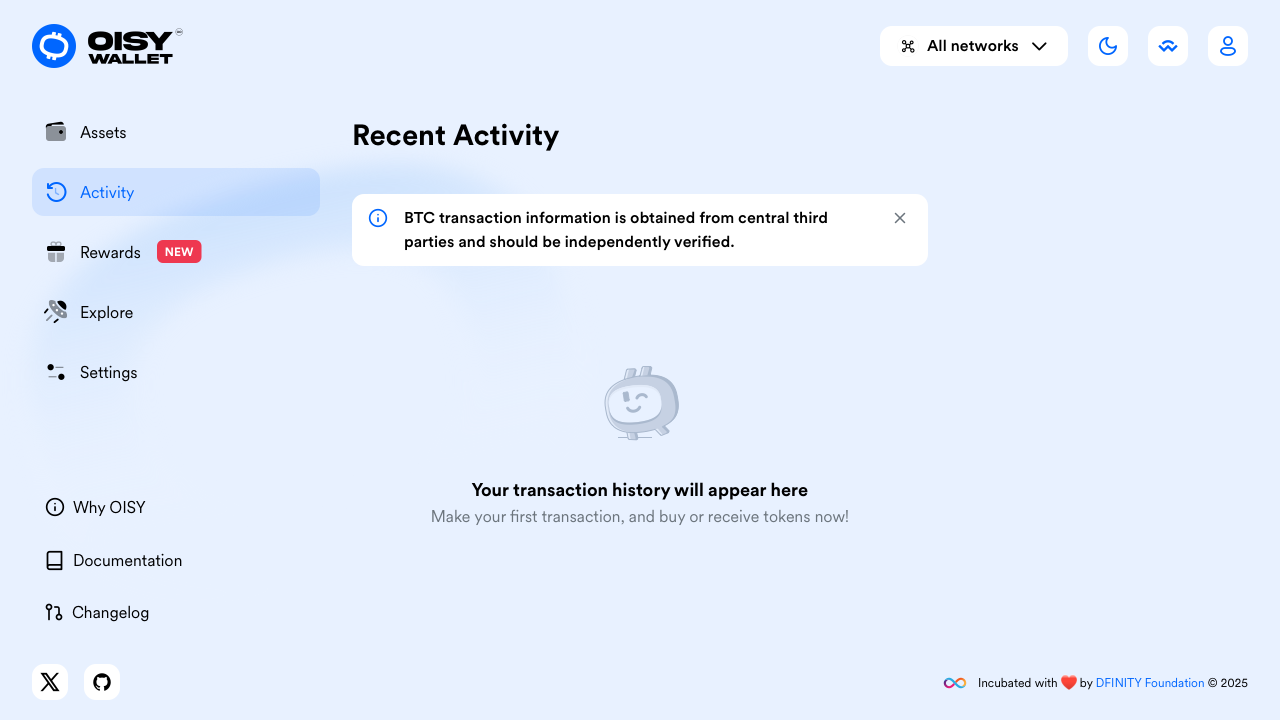 OISY
WALLET
All networks
Assets
Activity
Rewards NEW
Explore
Settings
Why OISY
Documentation
Changelog
Recent Activity
BTC transaction information is obtained from central third
parties and should be independently verified.
Your transaction history will appear here
Make your first transaction, and buy or receive tokens now!
Incubated with ❤️ by DFINITY Foundation © 2025